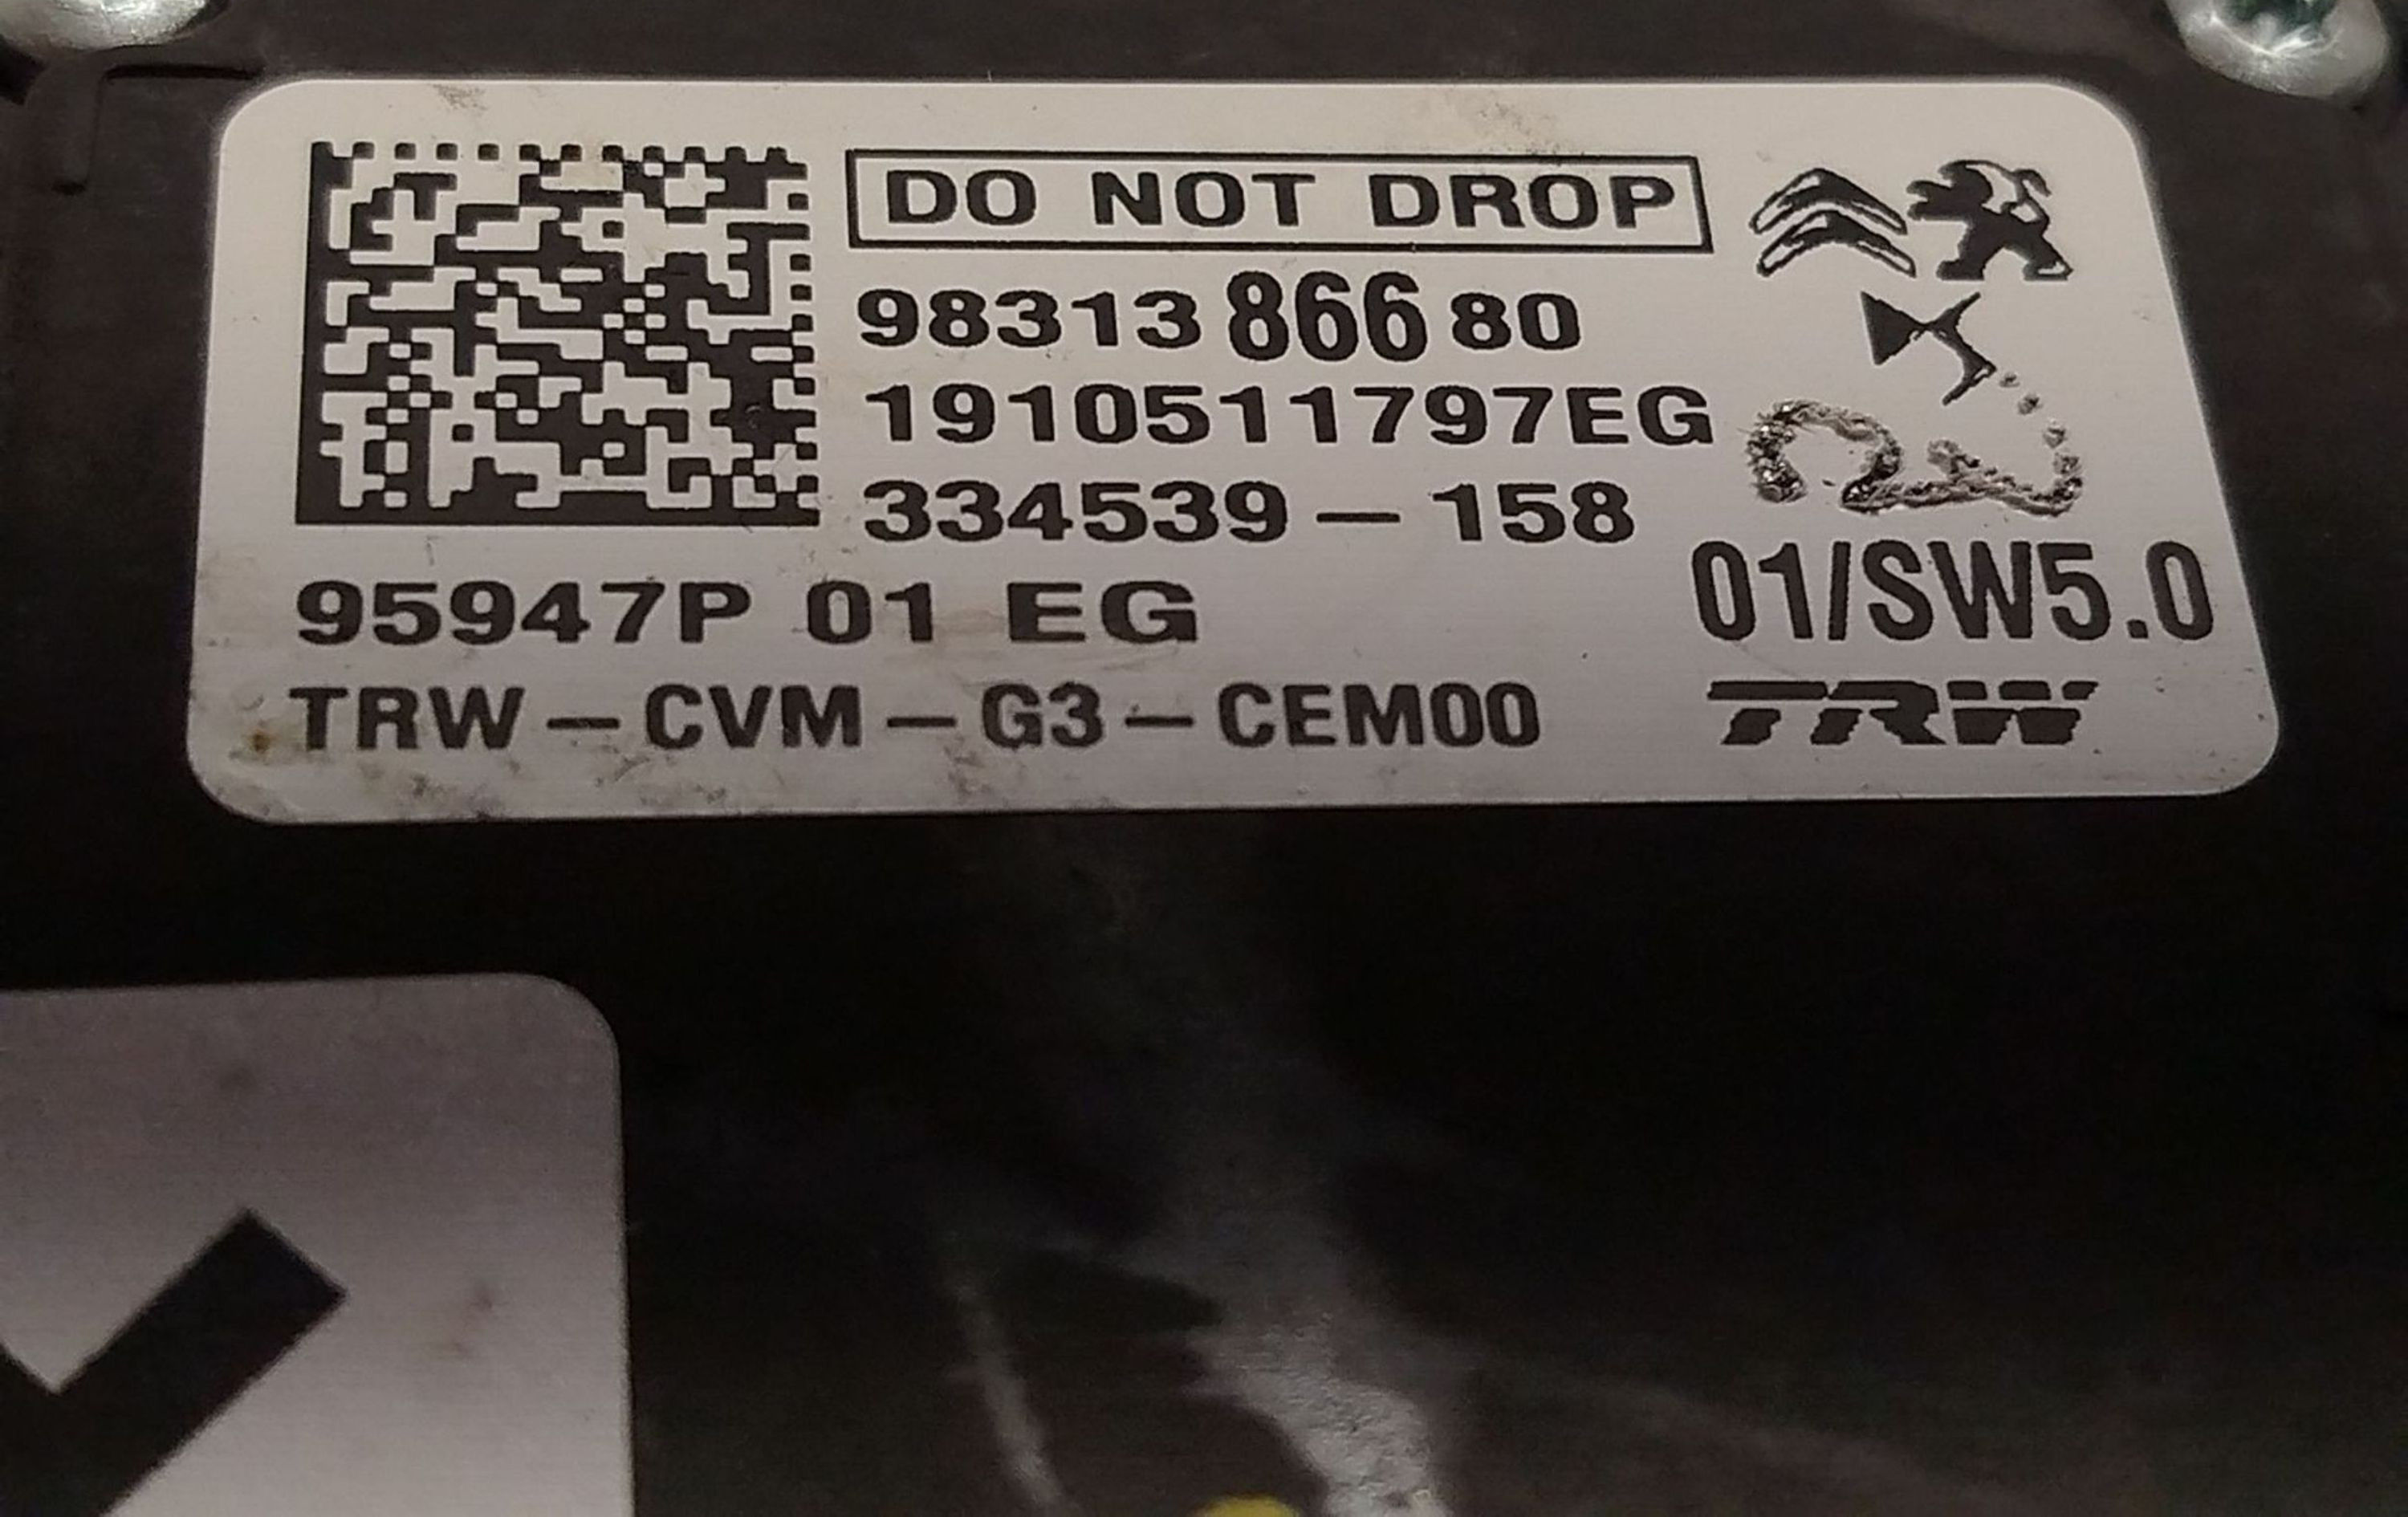 DO NOT DROP
98313 866 80
1910511797EG
334539 – 158
95947P 01 EG
01/SW5.0
TRW – CVM – G3 – CEM00
TRW